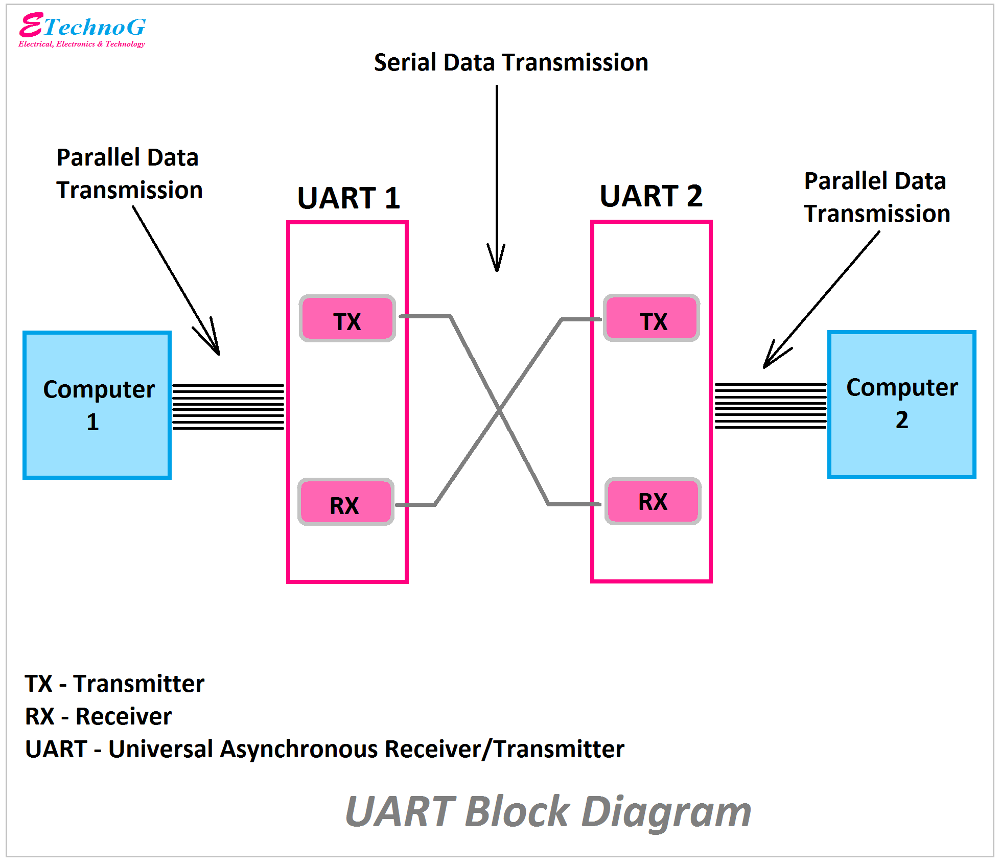 ETechnoG
Electrical, Electronics & Technology
Serial Data Transmission
Parallel Data
Transmission
Parallel Data
Transmission
UART 1
UART 2
TX
TX
Computer
1
Computer
2
RX
RX
TX - Transmitter
RX - Receiver
UART - Universal Asynchronous Receiver/Transmitter
UART Block Diagram